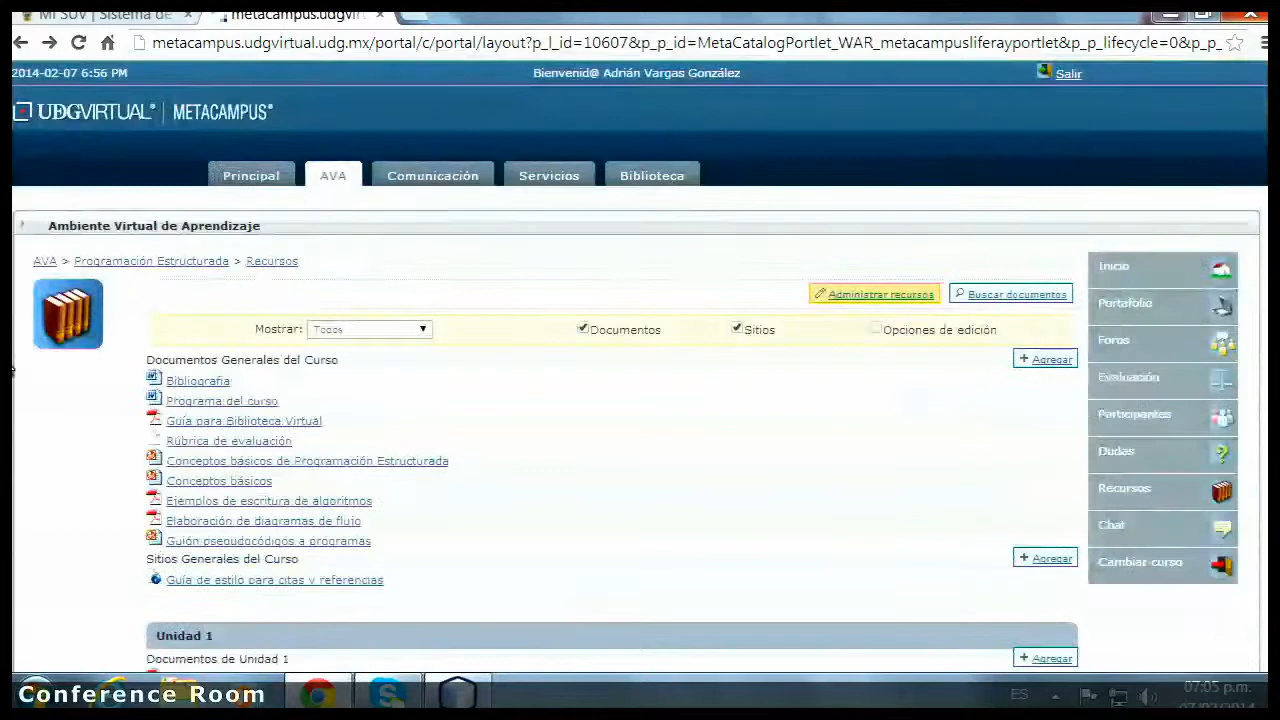 Mi SUV | Sistema de
metacampus.udgvirt
metacampus.udgvirtual.udg.mx/portal/c/portal/layout?p_l_id=10607&p_p_id=MetaCatalogPortlet_WAR_metacampusliferayportlet&p_p_lifecycle=0&p_p_
2014-02-07 6:56 PM
Bienvenid@ Adrián Vargas González
Salir
UDGVIRTUAL® | METACAMPUS®
Principal
AVA
Comunicación
Servicios
Biblioteca
Ambiente Virtual de Aprendizaje
AVA > Programación Estructurada > Recursos
Administrar recursos
Buscar documentos
Mostrar: Todos
Documentos
Sitios
Opciones de edición
Documentos Generales del Curso
+ Agregar
Bibliografia
Programa del curso
Guía para Biblioteca Virtual
Rúbrica de evaluación
Conceptos básicos de Programación Estructurada
Conceptos básicos
Ejemplos de escritura de algoritmos
Elaboración de diagramas de flujo
Guión pseudocódigos a programas
Sitios Generales del Curso
+ Agregar
Guía de estilo para citas y referencias
Unidad 1
Documentos de Unidad 1
+ Agregar
Inicio
Portafolio
Foros
Evaluación
Participantes
Dudas
Recursos
Chat
Cambiar curso
Conference Room
ES
07:05 p.m.
07/02/2014